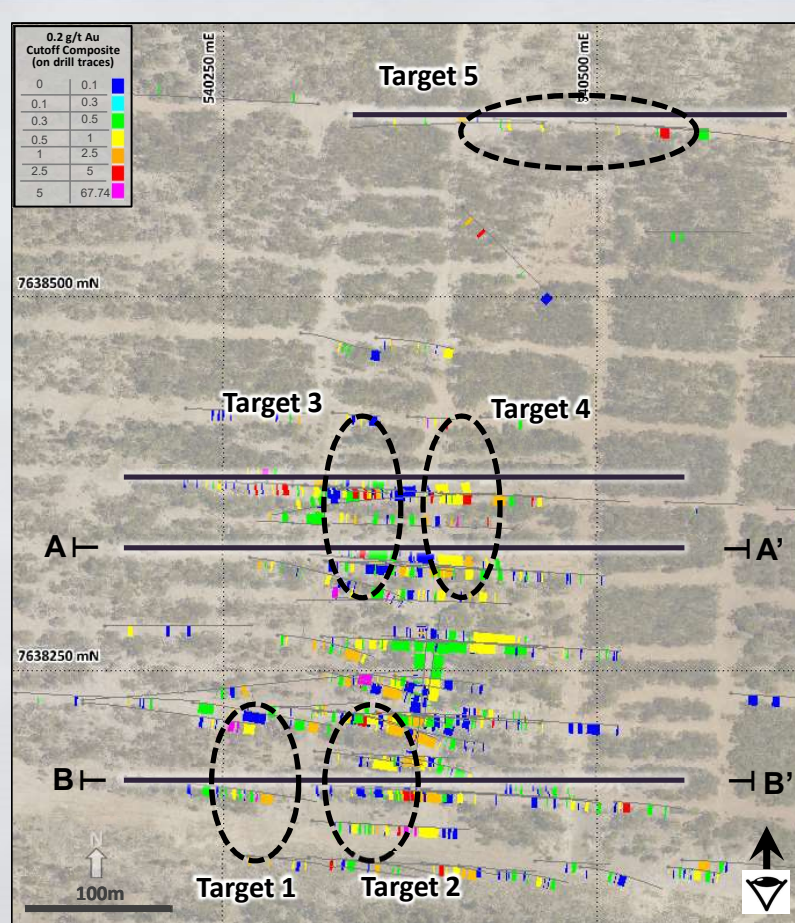 0.2 g/t Au
Cutoff Composite
(on drill traces)
0 0.1
0.1 0.3
0.3 0.5
0.5 1
1 2.5
2.5 5
5 67.74
540250 mE
540500 mE
Target 5
7638500 mN
Target 3
Target 4
A
A’
7638250 mN
B
B’
N
100m
Target 1
Target 2